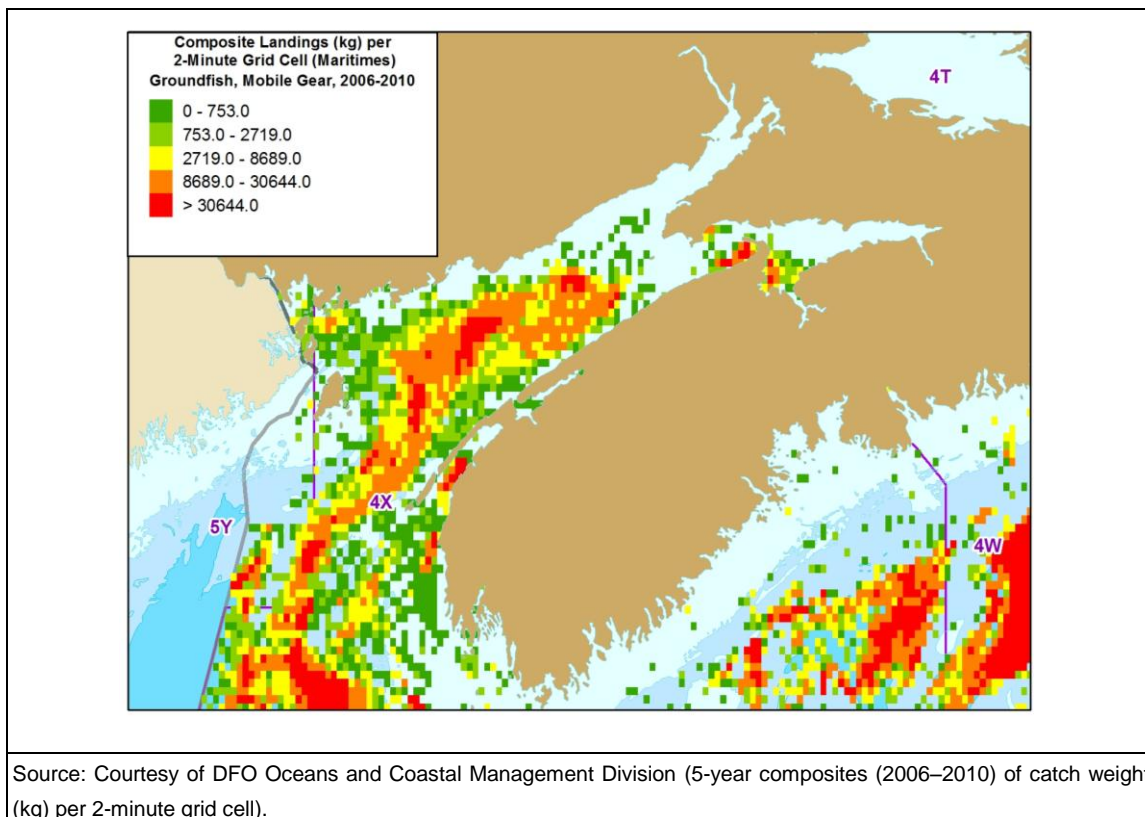 Composite Landings (kg) per
2-Minute Grid Cell (Maritimes)
Groundfish, Mobile Gear, 2006-2010
0 - 753.0
753.0 - 2719.0
2719.0 - 8689.0
8689.0 - 30644.0
> 30644.0
4T
4X
5Y
4W
Source: Courtesy of DFO Oceans and Coastal Management Division (5-year composites (2006–2010) of catch weight
(kg) per 2-minute grid cell).